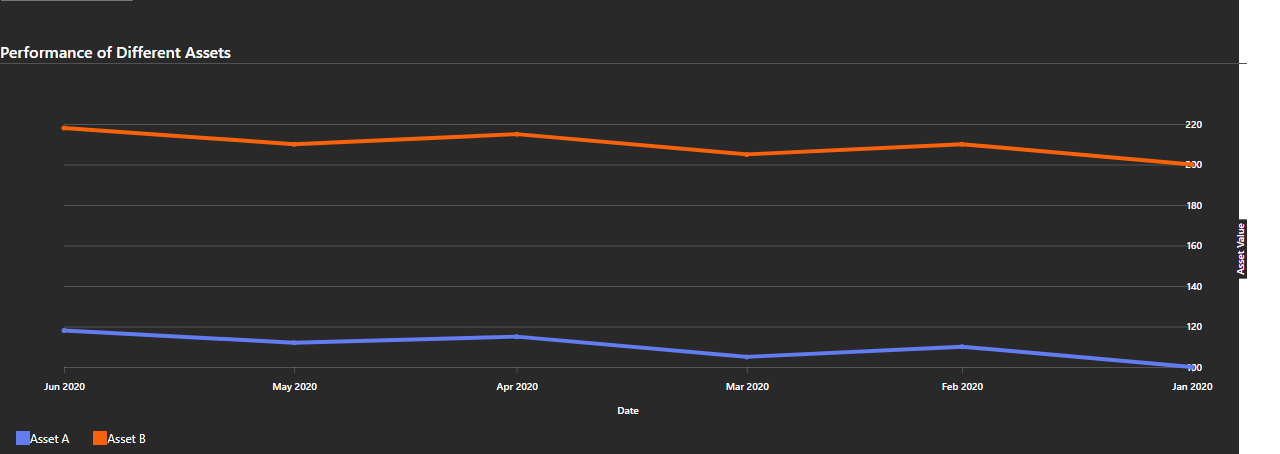 Performance of Different Assets
220
200
180
160
140
120
100
Asset Value
Jun 2020 May 2020 Apr 2020 Mar 2020 Feb 2020 Jan 2020
Date
Asset A Asset B